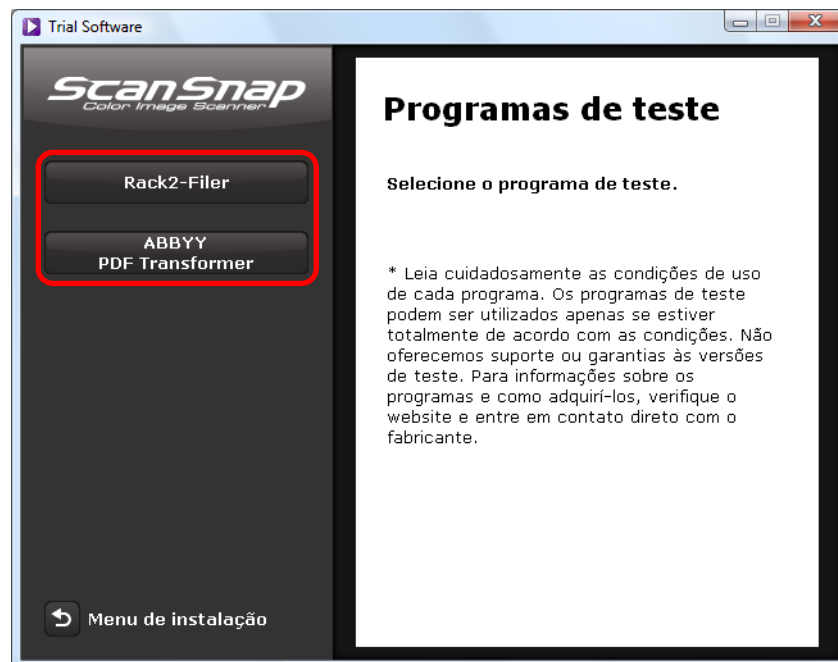 Trial Software
ScanSnap
Color Image Scanner
Rack2-Filer
ABBYY
PDF Transformer
Menu de instalação
Programas de teste
Selecione o programa de teste.
* Leia cuidadosamente as condições de uso
de cada programa. Os programas de teste
podem ser utilizados apenas se estiver
totalmente de acordo com as condições. Não
oferecemos suporte ou garantias às versões
de teste. Para informações sobre os
programas e como adquirí-los, verifique o
website e entre em contato direto com o
fabricante.